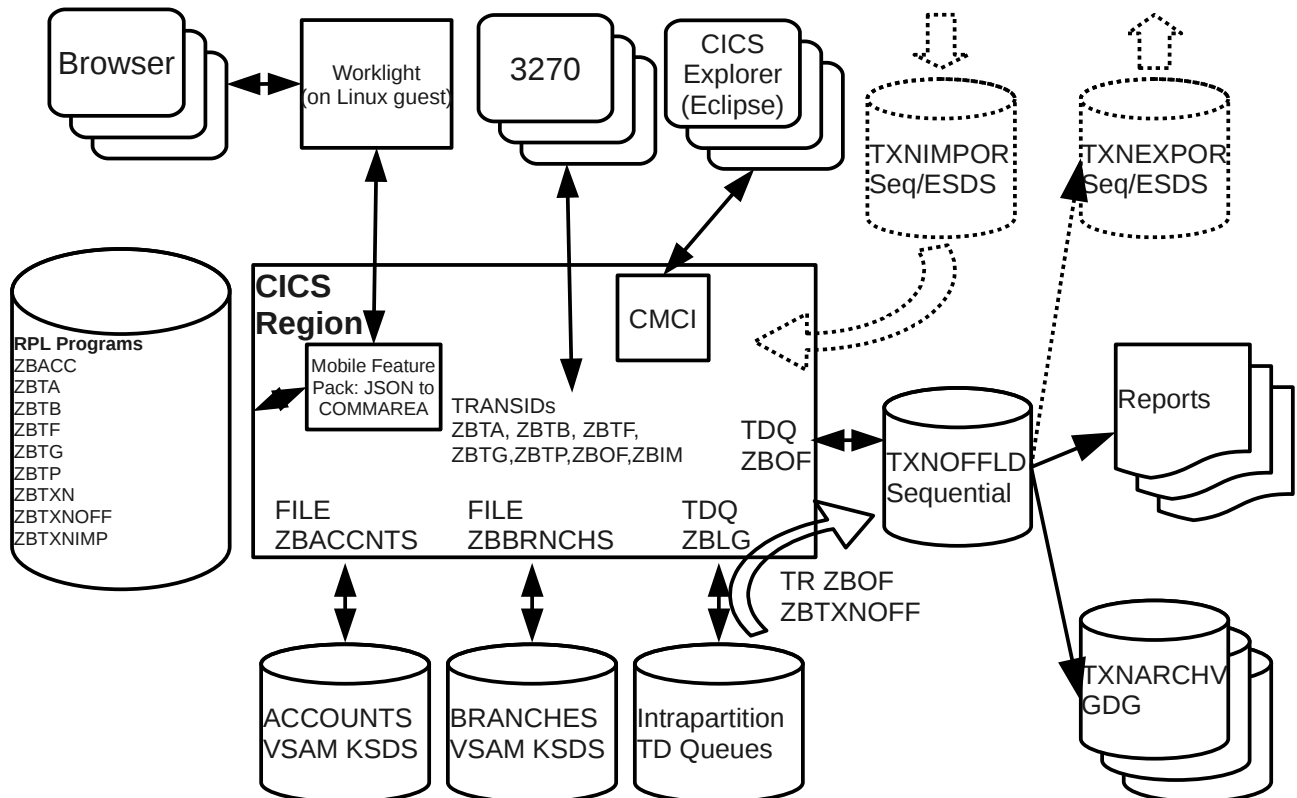 Browser
Worklight
(on Linux guest)
3270
CICS
Explorer
(Eclipse)
TXNIMPOR
Seq/ESDS
TXNEXPOR
Seq/ESDS
RPL Programs
ZBACC
ZBTA
ZBTB
ZBTF
ZBTG
ZBTP
ZBTXN
ZBTXNOFF
ZBTXNIMP
CICS
Region
Mobile Feature
Pack: JSON to
COMMAREA
CMCI
TRANSIDs
ZBTA, ZBTB, ZBTF,
ZBTG,ZBTP,ZBOF,ZBIM
TDQ
ZBOF
FILE
ZBACCNTS
FILE
ZBBRNCHS
TDQ
ZBLG
TXNOFFLD
Sequential
Reports
TR ZBOF
ZBTXNOFF
ACCOUNTS
VSAM KSDS
BRANCHES
VSAM KSDS
Intrapartition
TD Queues
TXNARCHV
GDG